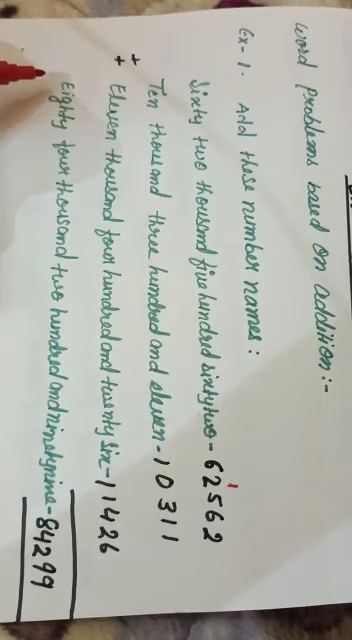 word problems based on addition:-
Ex-1. Add these number names:
Sixty two thousand five hundred sixty two - 62562
1
Ten thousand three hundred and eleven - 10311
+ Eleven thousand four hundred and twenty six - 11426
+
Eighty four thousand two hundred and ninety nine - 84299